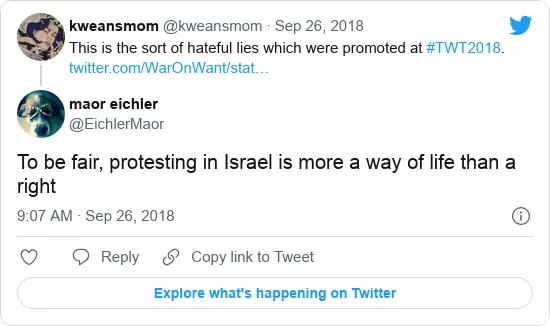 kweansmom @kweansmom · Sep 26, 2018
This is the sort of hateful lies which were promoted at #TWT2018.
twitter.com/WarOnWant/stat…
maor eichler
@EichlerMaor
To be fair, protesting in Israel is more a way of life than a
right
9:07 AM · Sep 26, 2018
Reply
Copy link to Tweet
Explore what's happening on Twitter